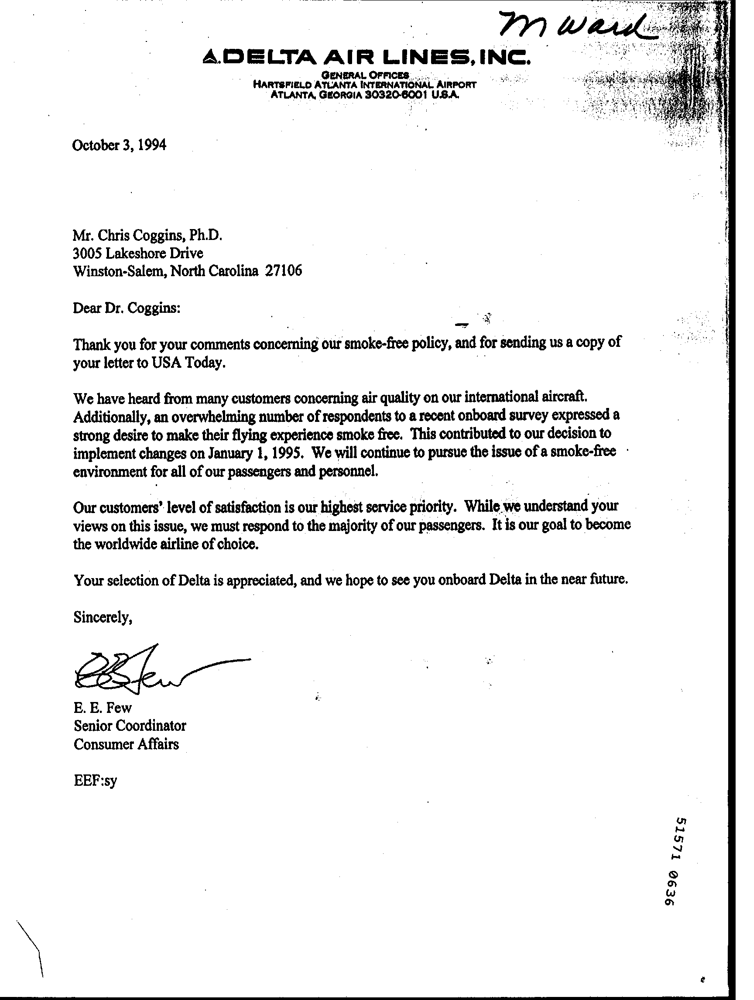 M Ward
DELTA AIR LINES, INC.
GENERAL OFFICES
HARTSFIELD ATLANTA INTERNATIONAL AIRPORT
ATLANTA, GEORGIA 30320-6001 U.S.A.
October 3, 1994
Mr. Chris Coggins, Ph.D.
3005 Lakeshore Drive
Winston-Salem, North Carolina 27106
Dear Dr. Coggins:
Thank you for your comments concerning our smoke-free policy, and for sending us a copy of
your letter to USA Today.
We have heard from many customers concerning air quality on our international aircraft.
Additionally, an overwhelming number of respondents to a recent onboard survey expressed a
strong desire to make their flying experience smoke free. This contributed to our decision to
implement changes on January 1, 1995. We will continue to pursue the issue of a smoke-free
environment for all of our passengers and personnel.
Our customers' level of satisfaction is our highest service priority. While we understand your
views on this issue, we must respond to the majority of our passengers. It is our goal to become
the worldwide airline of choice.
Your selection of Delta is appreciated, and we hope to see you onboard Delta in the near future.
Sincerely,
EEFew
E. E. Few
Senior Coordinator
Consumer Affairs
EEF:sy
51571 0636